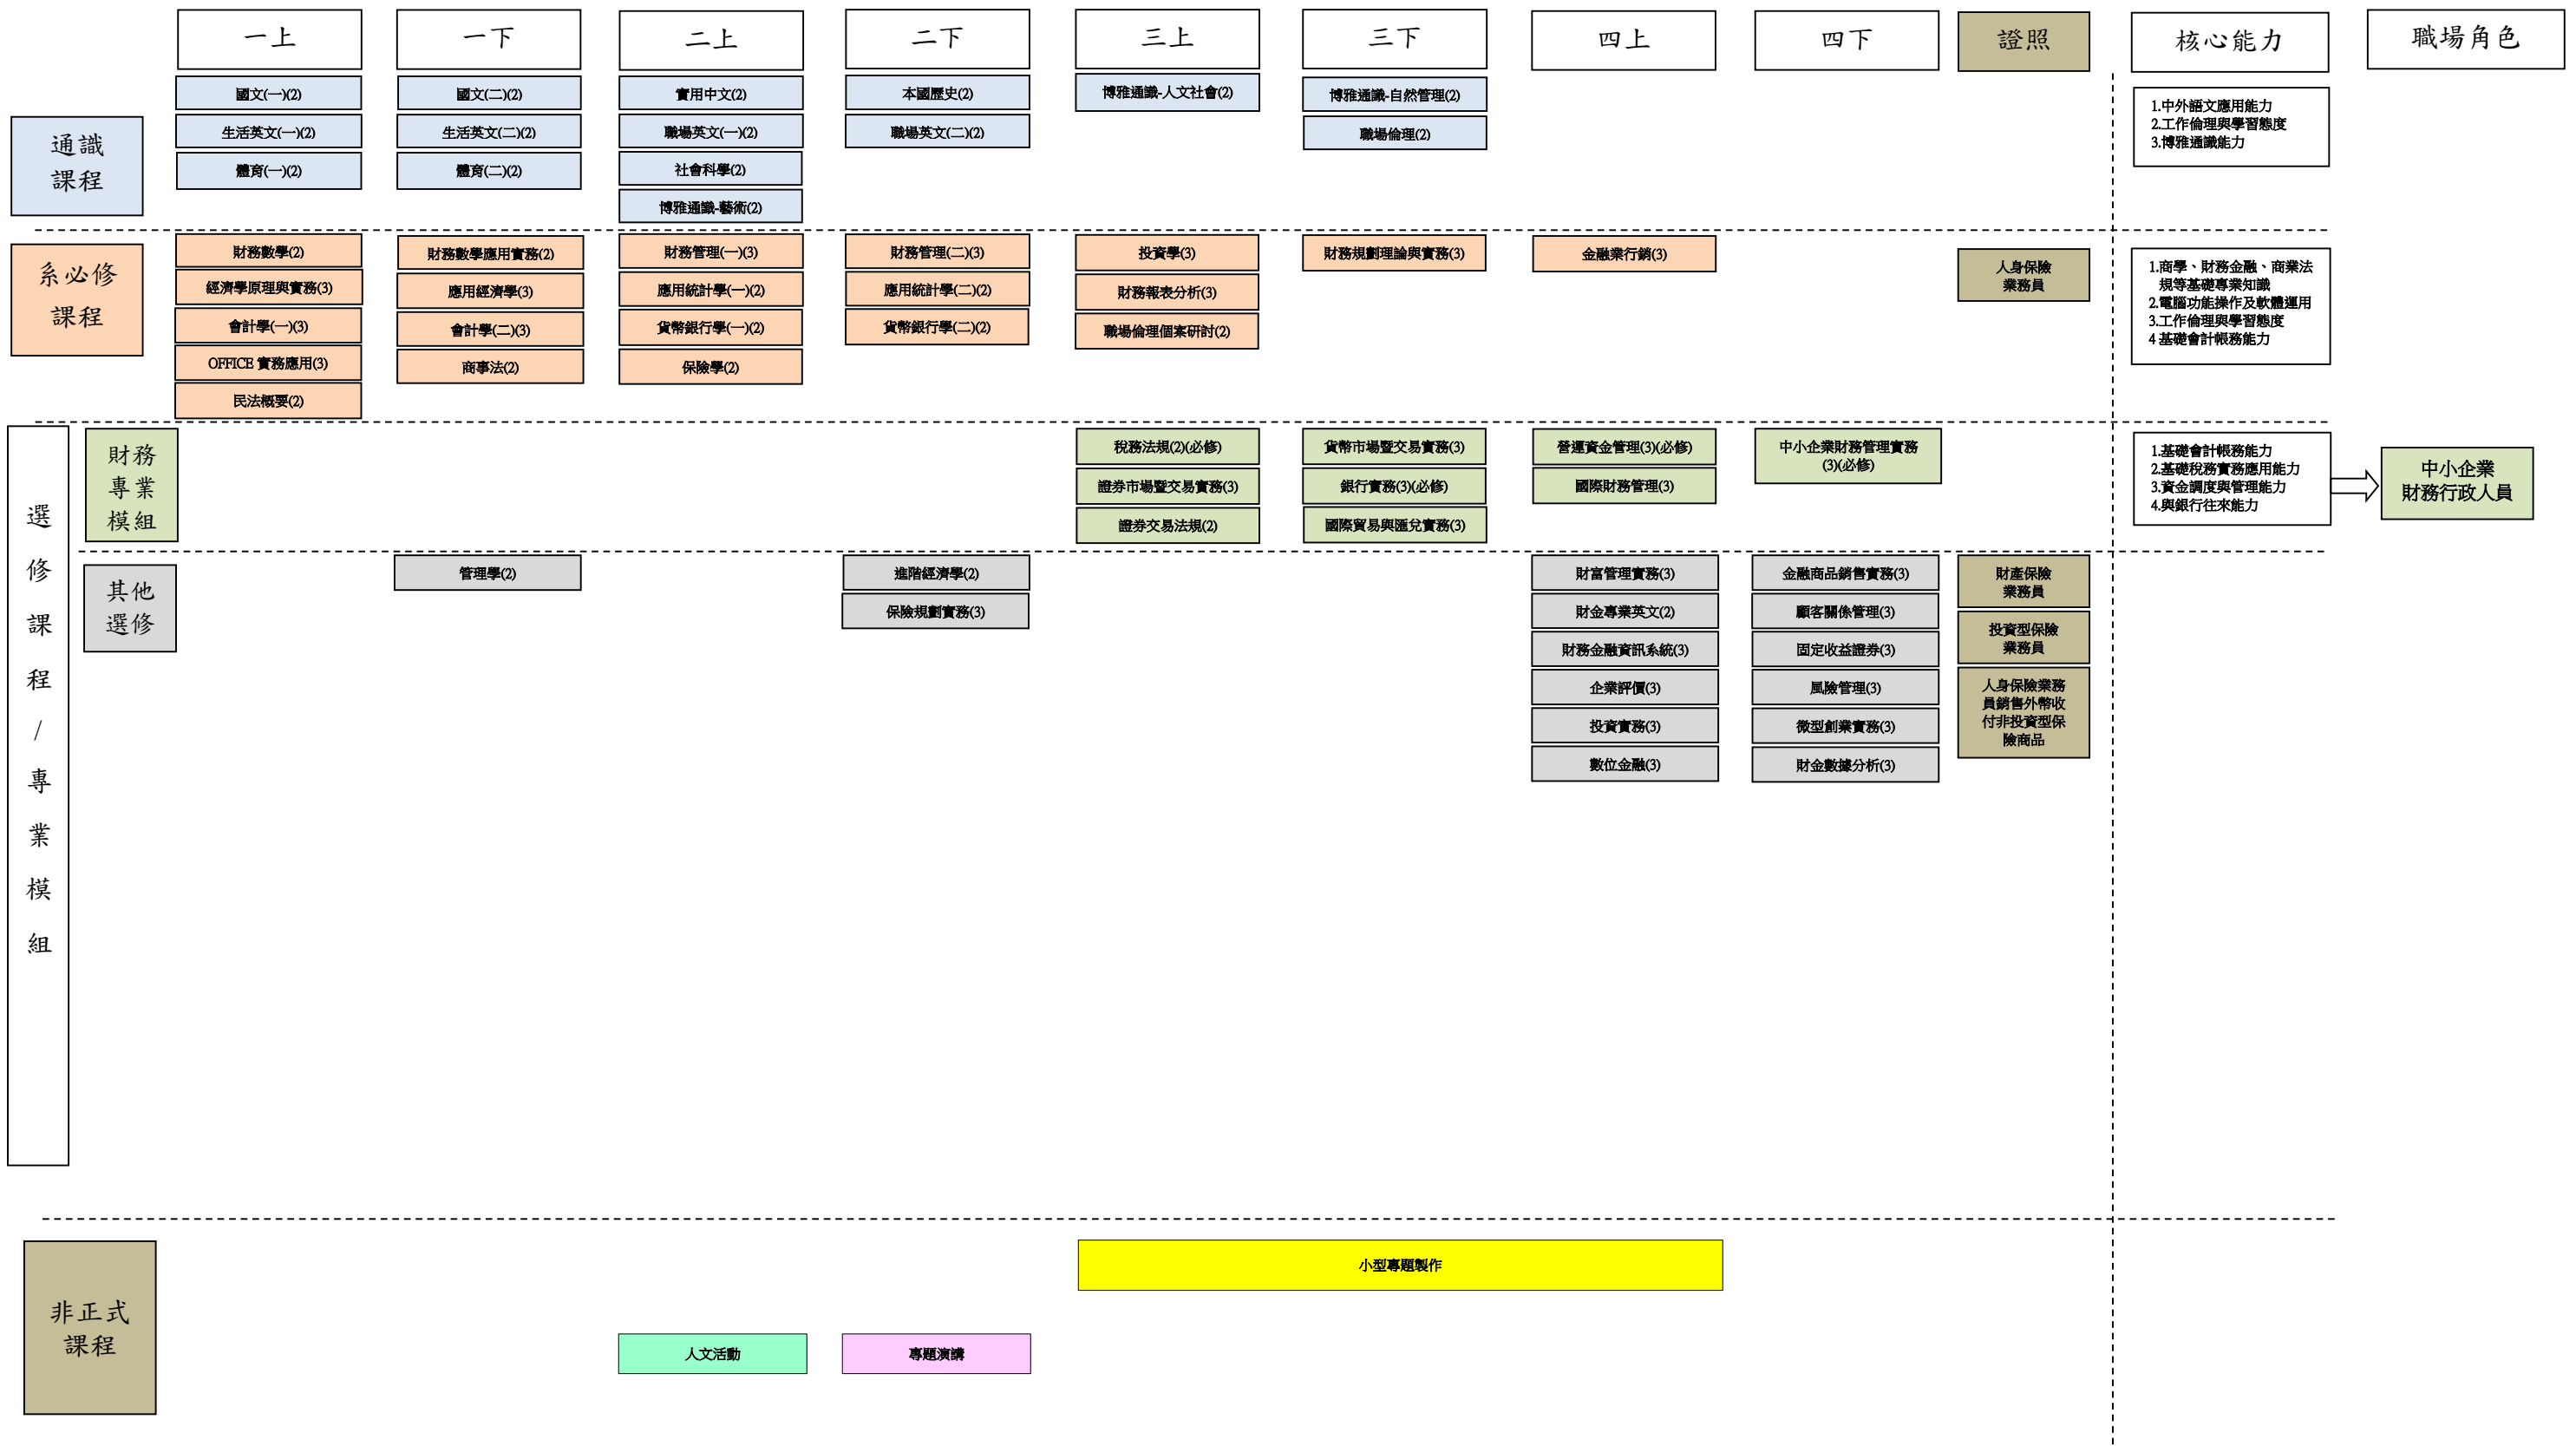 一上
一下
二上
二下
三上
三下
四上
四下
證照
核心能力
職場角色
通識
課程
國文(一)(2)
生活英文(一)(2)
體育(一)(2)
國文(二)(2)
生活英文(二)(2)
體育(二)(2)
實用中文(2)
職場英文(一)(2)
社會科學(2)
博雅通識-藝術(2)
本國歷史(2)
職場英文(二)(2)
博雅通識-人文社會(2)
博雅通識-自然管理(2)
職場倫理(2)
1.中外語文應用能力
2.工作倫理與學習態度
3.博雅通識能力
系必修
課程
財務數學(2)
經濟學原理與實務(3)
會計學(一)(3)
OFFICE 實務應用(3)
民法概要(2)
財務數學應用實務(2)
應用經濟學(3)
會計學(二)(3)
商事法(2)
財務管理(一)(3)
應用統計學(一)(2)
貨幣銀行學(一)(2)
保險學(2)
財務管理(二)(3)
應用統計學(二)(2)
貨幣銀行學(二)(2)
投資學(3)
財務報表分析(3)
職場倫理個案研討(2)
財務規劃理論與實務(3)
金融業行銷(3)
人身保險
業務員
1.商學、財務金融、商業法
規等基礎專業知識
2.電腦功能操作及軟體運用
3.工作倫理與學習態度
4 基礎會計帳務能力
選
修
課
程
/
專
業
模
組
財務
專業
模組
稅務法規(2)(必修)
證券市場暨交易實務(3)
證券交易法規(2)
貨幣市場暨交易實務(3)
銀行實務(3)(必修)
國際貿易與匯兌實務(3)
營運資金管理(3)(必修)
國際財務管理(3)
中小企業財務管理實務
(3)(必修)
1.基礎會計帳務能力
2.基礎稅務實務應用能力
3.資金調度與管理能力
4.與銀行往來能力
中小企業
財務行政人員
其他
選修
管理學(2)
進階經濟學(2)
保險規劃實務(3)
財富管理實務(3)
財金專業英文(2)
財務金融資訊系統(3)
企業評價(3)
投資實務(3)
數位金融(3)
金融商品銷售實務(3)
顧客關係管理(3)
固定收益證券(3)
風險管理(3)
微型創業實務(3)
財金數據分析(3)
財產保險
業務員
投資型保險
業務員
人身保險業務
員銷售外幣收
付非投資型保
險商品
非正式
課程
小型專題製作
人文活動
專題演講